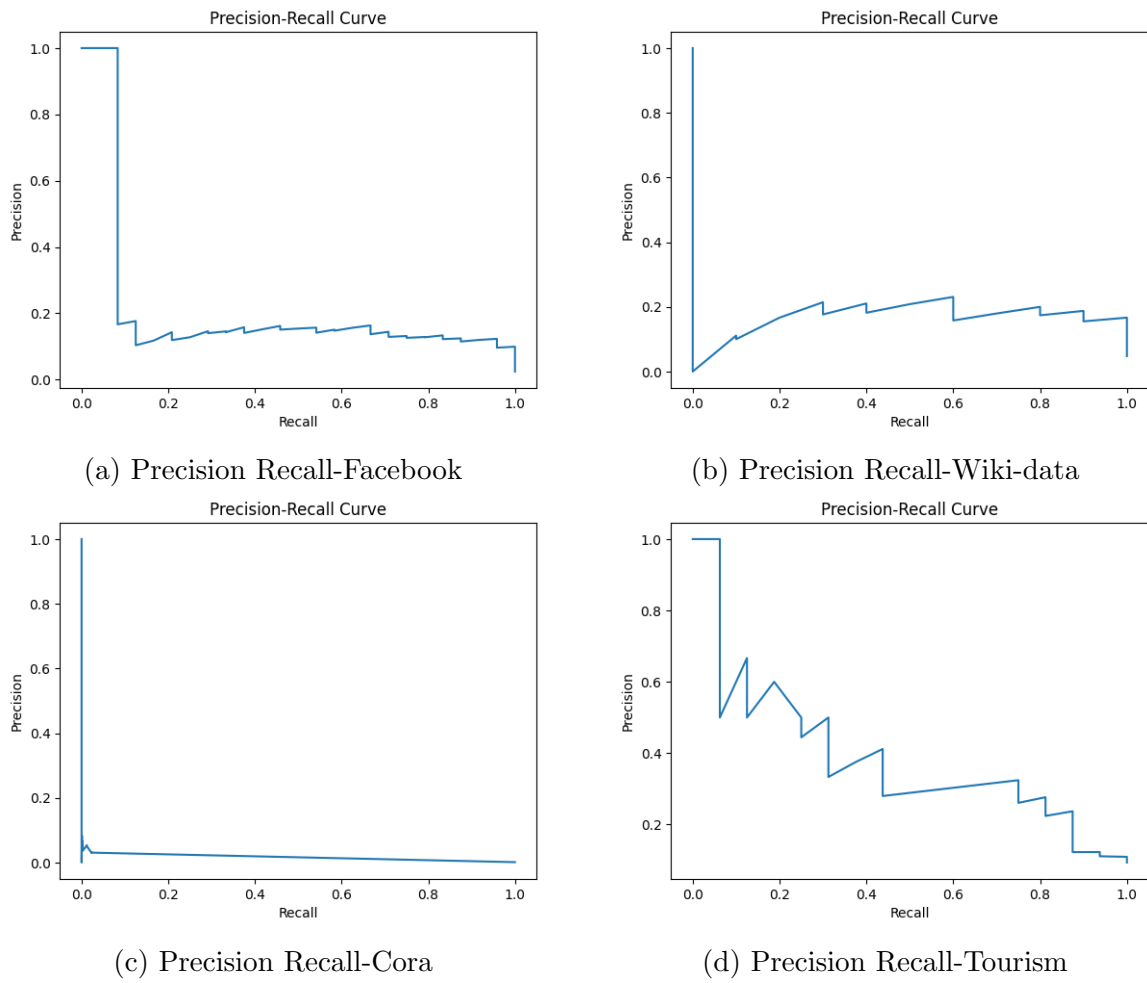 Precision-Recall Curve
1.0
0.8
0.6
0.4
0.2
0.0
Precision
0.0 0.2 0.4 0.6 0.8 1.0
Recall
(a) Precision Recall-Facebook
Precision-Recall Curve
1.0
0.8
0.6
0.4
0.2
0.0
Precision
0.0 0.2 0.4 0.6 0.8 1.0
Recall
(b) Precision Recall-Wiki-data
Precision-Recall Curve
1.0
0.8
0.6
0.4
0.2
0.0
Precision
0.0 0.2 0.4 0.6 0.8 1.0
Recall
(c) Precision Recall-Cora
Precision-Recall Curve
1.0
0.8
0.6
0.4
0.2
Precision
0.0 0.2 0.4 0.6 0.8 1.0
Recall
(d) Precision Recall-Tourism